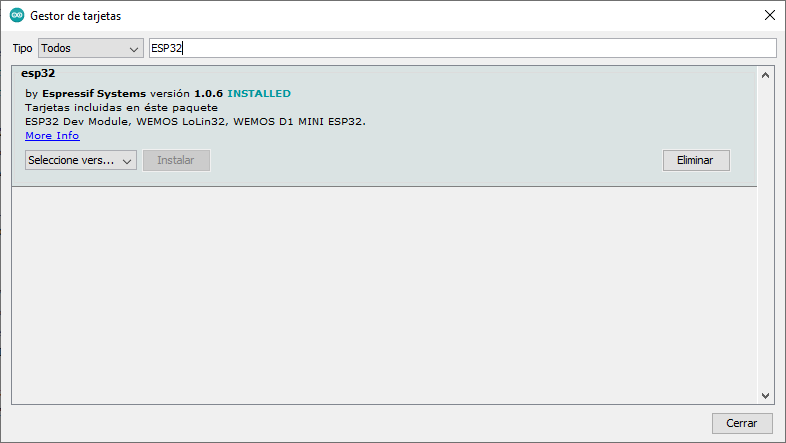 Gestor de tarjetas
Tipo Todos ESP32
esp32
by Espressif Systems versión 1.0.6 INSTALLED
Tarjetas incluidas en éste paquete
ESP32 Dev Module, WEMOS LoLin32, WEMOS D1 MINI ESP32.
More Info
Seleccione vers... Instalar Eliminar
Cerrar